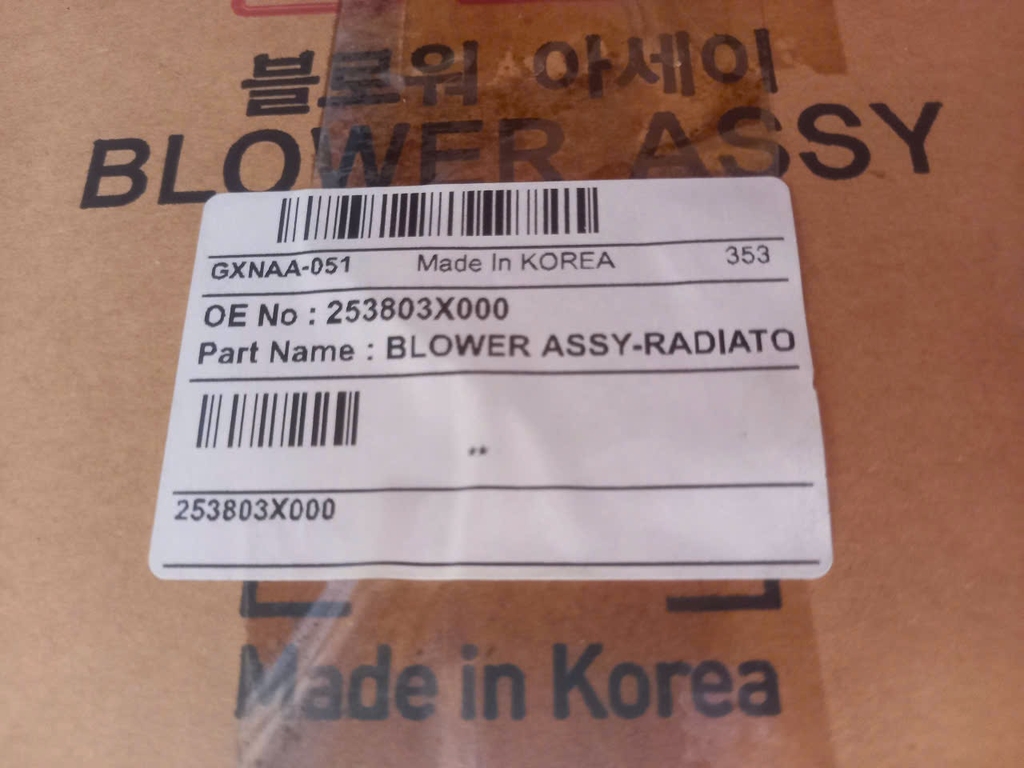 블로워 아세이
BLOWER ASSY
GXNAA-051 Made In KOREA 353
OE No : 253803X000
Part Name : BLOWER ASSY-RADIATO
**
253803X000
Made in Korea